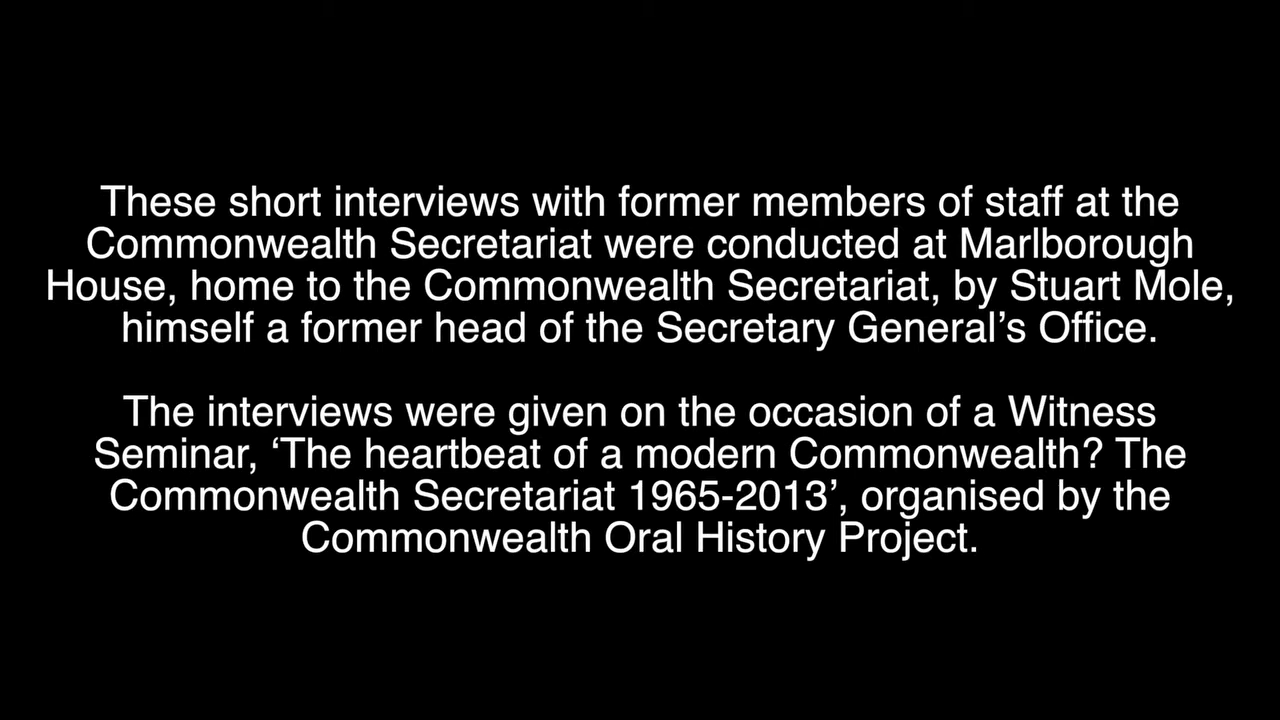 These short interviews with former members of staff at the
Commonwealth Secretariat were conducted at Marlborough
House, home to the Commonwealth Secretariat, by Stuart Mole,
himself a former head of the Secretary General’s Office.
The interviews were given on the occasion of a Witness
Seminar, ‘The heartbeat of a modern Commonwealth? The
Commonwealth Secretariat 1965-2013’, organised by the
Commonwealth Oral History Project.